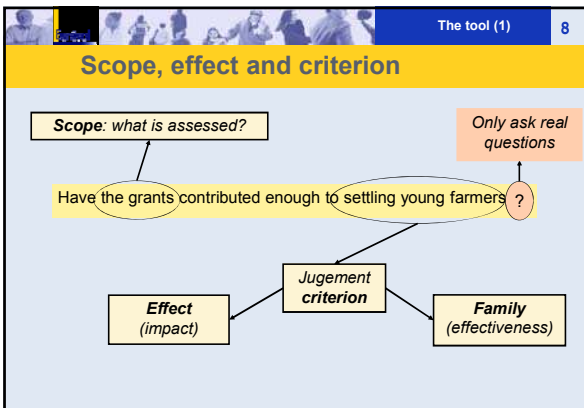 The tool (1)
8
Scope, effect and criterion
Scope: what is assessed?
Only ask real
questions
Have the grants contributed enough to settling young farmers ?
Jugement
criterion
Effect
(impact)
Family
(effectiveness)